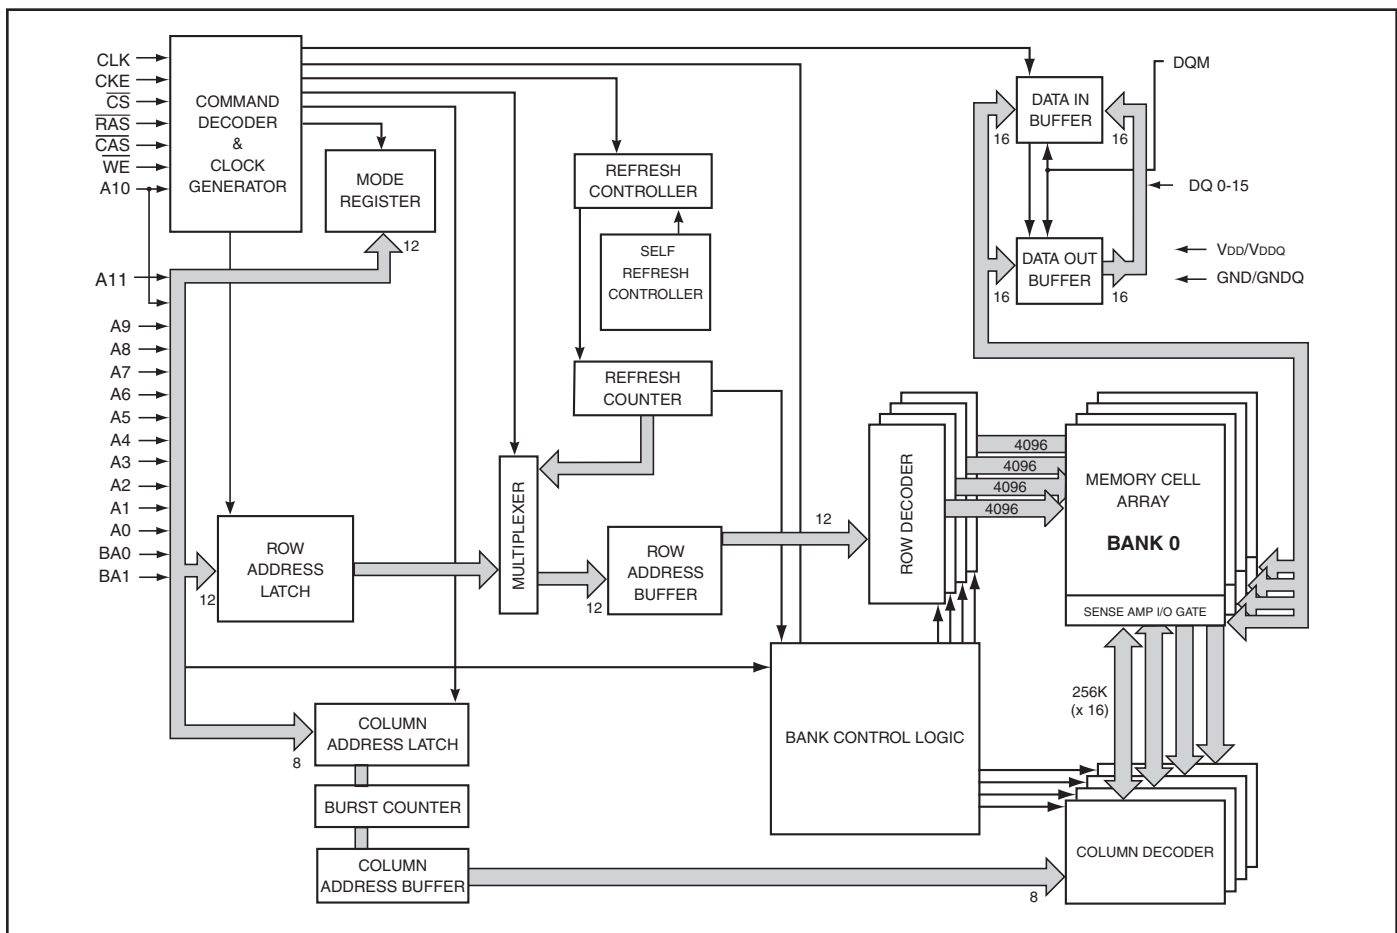 CLK
CKE
CS
RAS
CAS
WE
A10
A11
A9
A8
A7
A6
A5
A4
A3
A2
A1
A0
BA0
BA1
COMMAND
DECODER
&
CLOCK
GENERATOR
MODE
REGISTER
12
REFRESH
CONTROLLER
SELF
REFRESH
CONTROLLER
REFRESH
COUNTER
MULTIPLEXER
ROW
ADDRESS
LATCH
12
ROW
ADDRESS
BUFFER
12
12
COLUMN
ADDRESS LATCH
8
BURST COUNTER
COLUMN
ADDRESS BUFFER
8
BANK CONTROL LOGIC
ROW DECODER
4096
4096
4096
4096
MEMORY CELL
ARRAY
BANK 0
SENSE AMP I/O GATE
256K
(x 16)
COLUMN DECODER
DATA IN
BUFFER
16
16
DATA OUT
BUFFER
16
16
DQM
DQ 0-15
VDD/VDDQ
GND/GNDQ